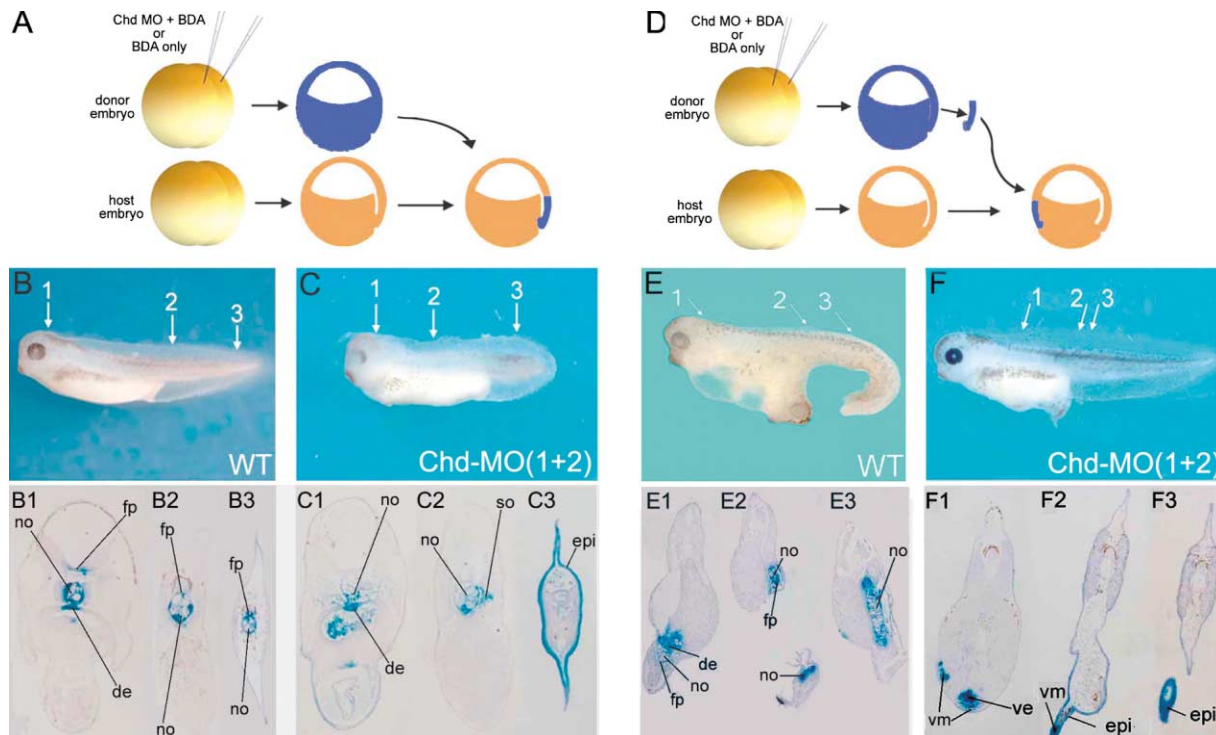 A
Chd MO + BDA
or
BDA only
donor
embryo
host
embryo
B
1
2
3
WT
C
1
2
3
Chd-MO(1+2)
B1
no
fp
de
B2
fp
no
B3
fp
no
C1
no
de
C2
no
so
C3
epi
D
Chd MO + BDA
or
BDA only
donor
embryo
host
embryo
E
1
2
3
WT
F
1
2
3
Chd-MO(1+2)
E1
de
no
fp
E2
no
fp
no
E3
no
no
F1
vm
ve
vm
F2
vm
epi
F3
epi